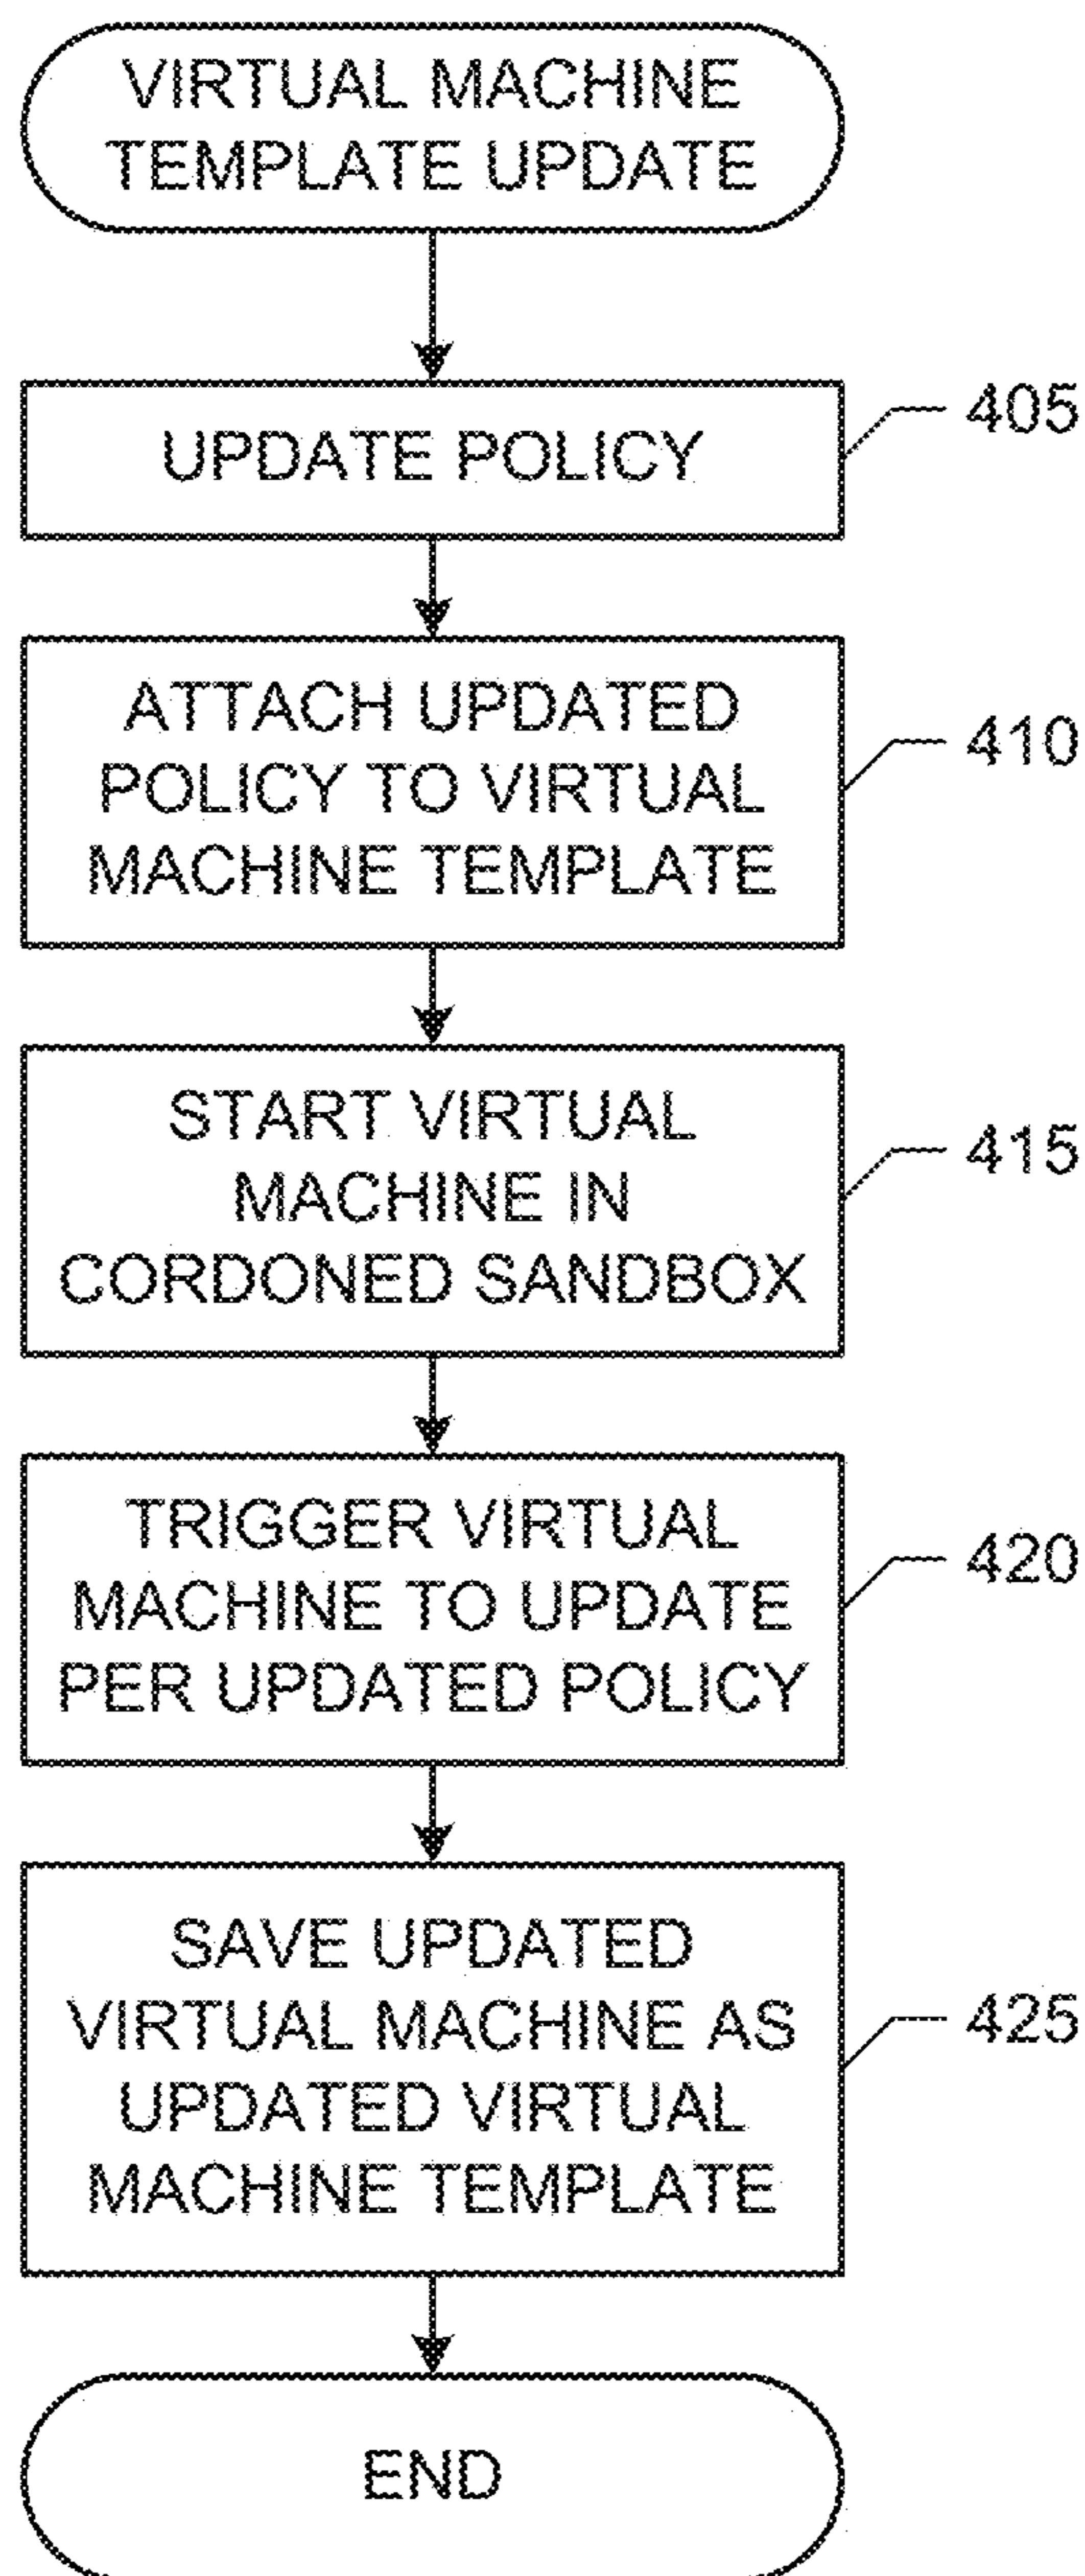 VIRTUAL MACHINE
TEMPLATE UPDATE
UPDATE POLICY
405
ATTACH UPDATED
POLICY TO VIRTUAL
MACHINE TEMPLATE
410
START VIRTUAL
MACHINE IN
CORDONED SANDBOX
415
TRIGGER VIRTUAL
MACHINE TO UPDATE
PER UPDATED POLICY
420
SAVE UPDATED
VIRTUAL MACHINE AS
UPDATED VIRTUAL
MACHINE TEMPLATE
425
END